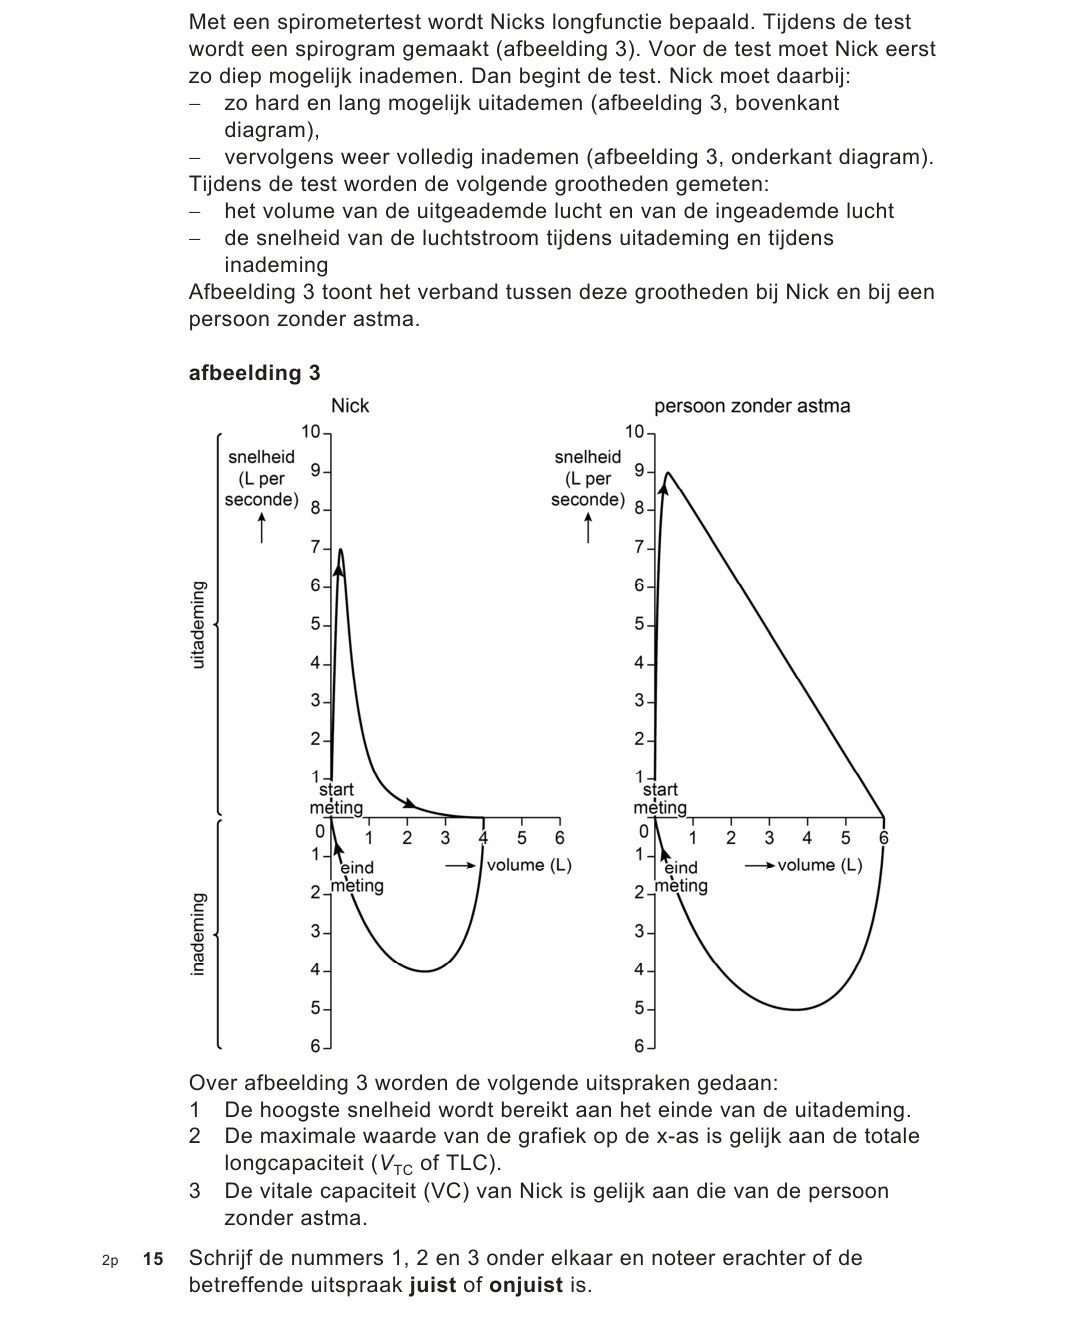 Met een spirometertest wordt Nicks longfunctie bepaald. Tijdens de test
wordt een spirogram gemaakt (afbeelding 3). Voor de test moet Nick eerst
zo diep mogelijk inademen. Dan begint de test. Nick moet daarbij:
– zo hard en lang mogelijk uitademen (afbeelding 3, bovenkant
diagram),
– vervolgens weer volledig inademen (afbeelding 3, onderkant diagram).
Tijdens de test worden de volgende grootheden gemeten:
– het volume van de uitgeademde lucht en van de ingeademde lucht
– de snelheid van de luchtstroom tijdens uitademing en tijdens
inademing
Afbeelding 3 toont het verband tussen deze grootheden bij Nick en bij een
persoon zonder astma.
afbeelding 3
Nick
uitademing
inademing
snelheid
(L per
seconde)
10
9
8
7
6
5
4
3
2
1
start
meting
0
1 2 3 4 5 6
1
2
3
4
5
6
eind
meting
volume (L)
persoon zonder astma
snelheid
(L per
seconde)
10
9
8
7
6
5
4
3
2
1
start
meting
0
1 2 3 4 5 6
1
2
3
4
5
6
eind
meting
volume (L)
Over afbeelding 3 worden de volgende uitspraken gedaan:
1 De hoogste snelheid wordt bereikt aan het einde van de uitademing.
2 De maximale waarde van de grafiek op de x-as is gelijk aan de totale
longcapaciteit (VTC of TLC).
3 De vitale capaciteit (VC) van Nick is gelijk aan die van de persoon
zonder astma.
2p 15 Schrijf de nummers 1, 2 en 3 onder elkaar en noteer erachter of de
betreffende uitspraak juist of onjuist is.